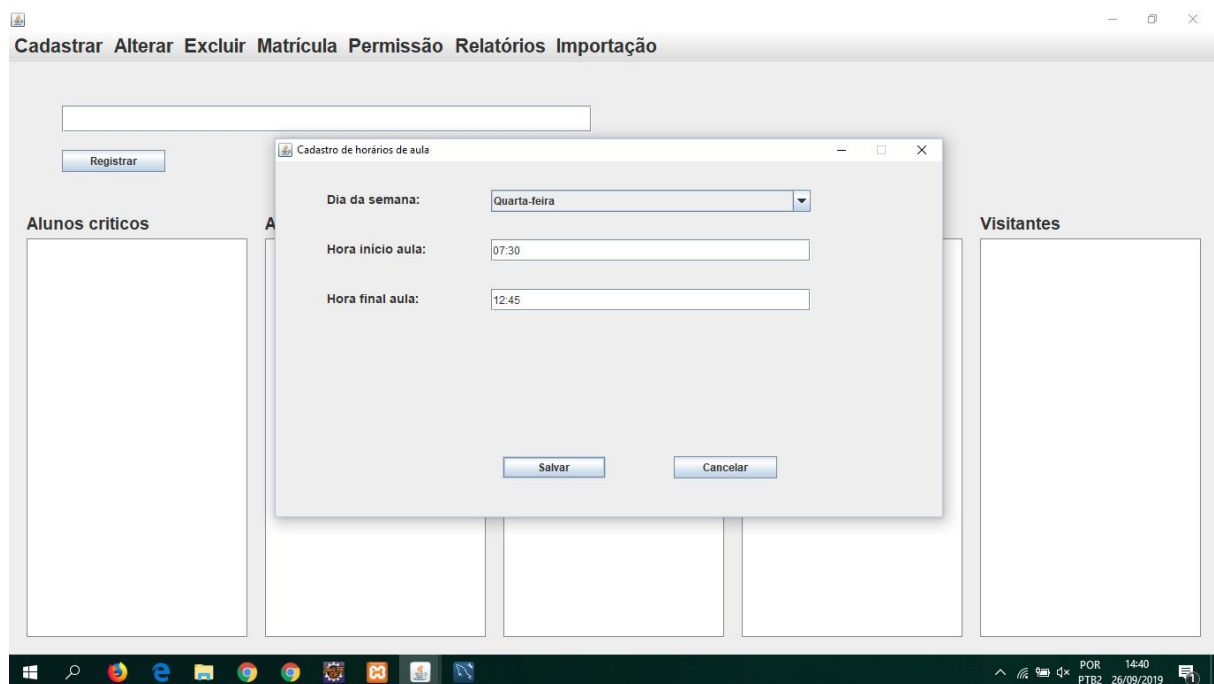 Cadastrar Alterar Excluir Matrícula Permissão Relatórios Importação
Registrar
Cadastro de horários de aula
Dia da semana:
Quarta-feira
Hora início aula:
07:30
Hora final aula:
12:45
Salvar
Cancelar
Alunos criticos
A
Visitantes
POR
14:40
PTB2
26/09/2019
1